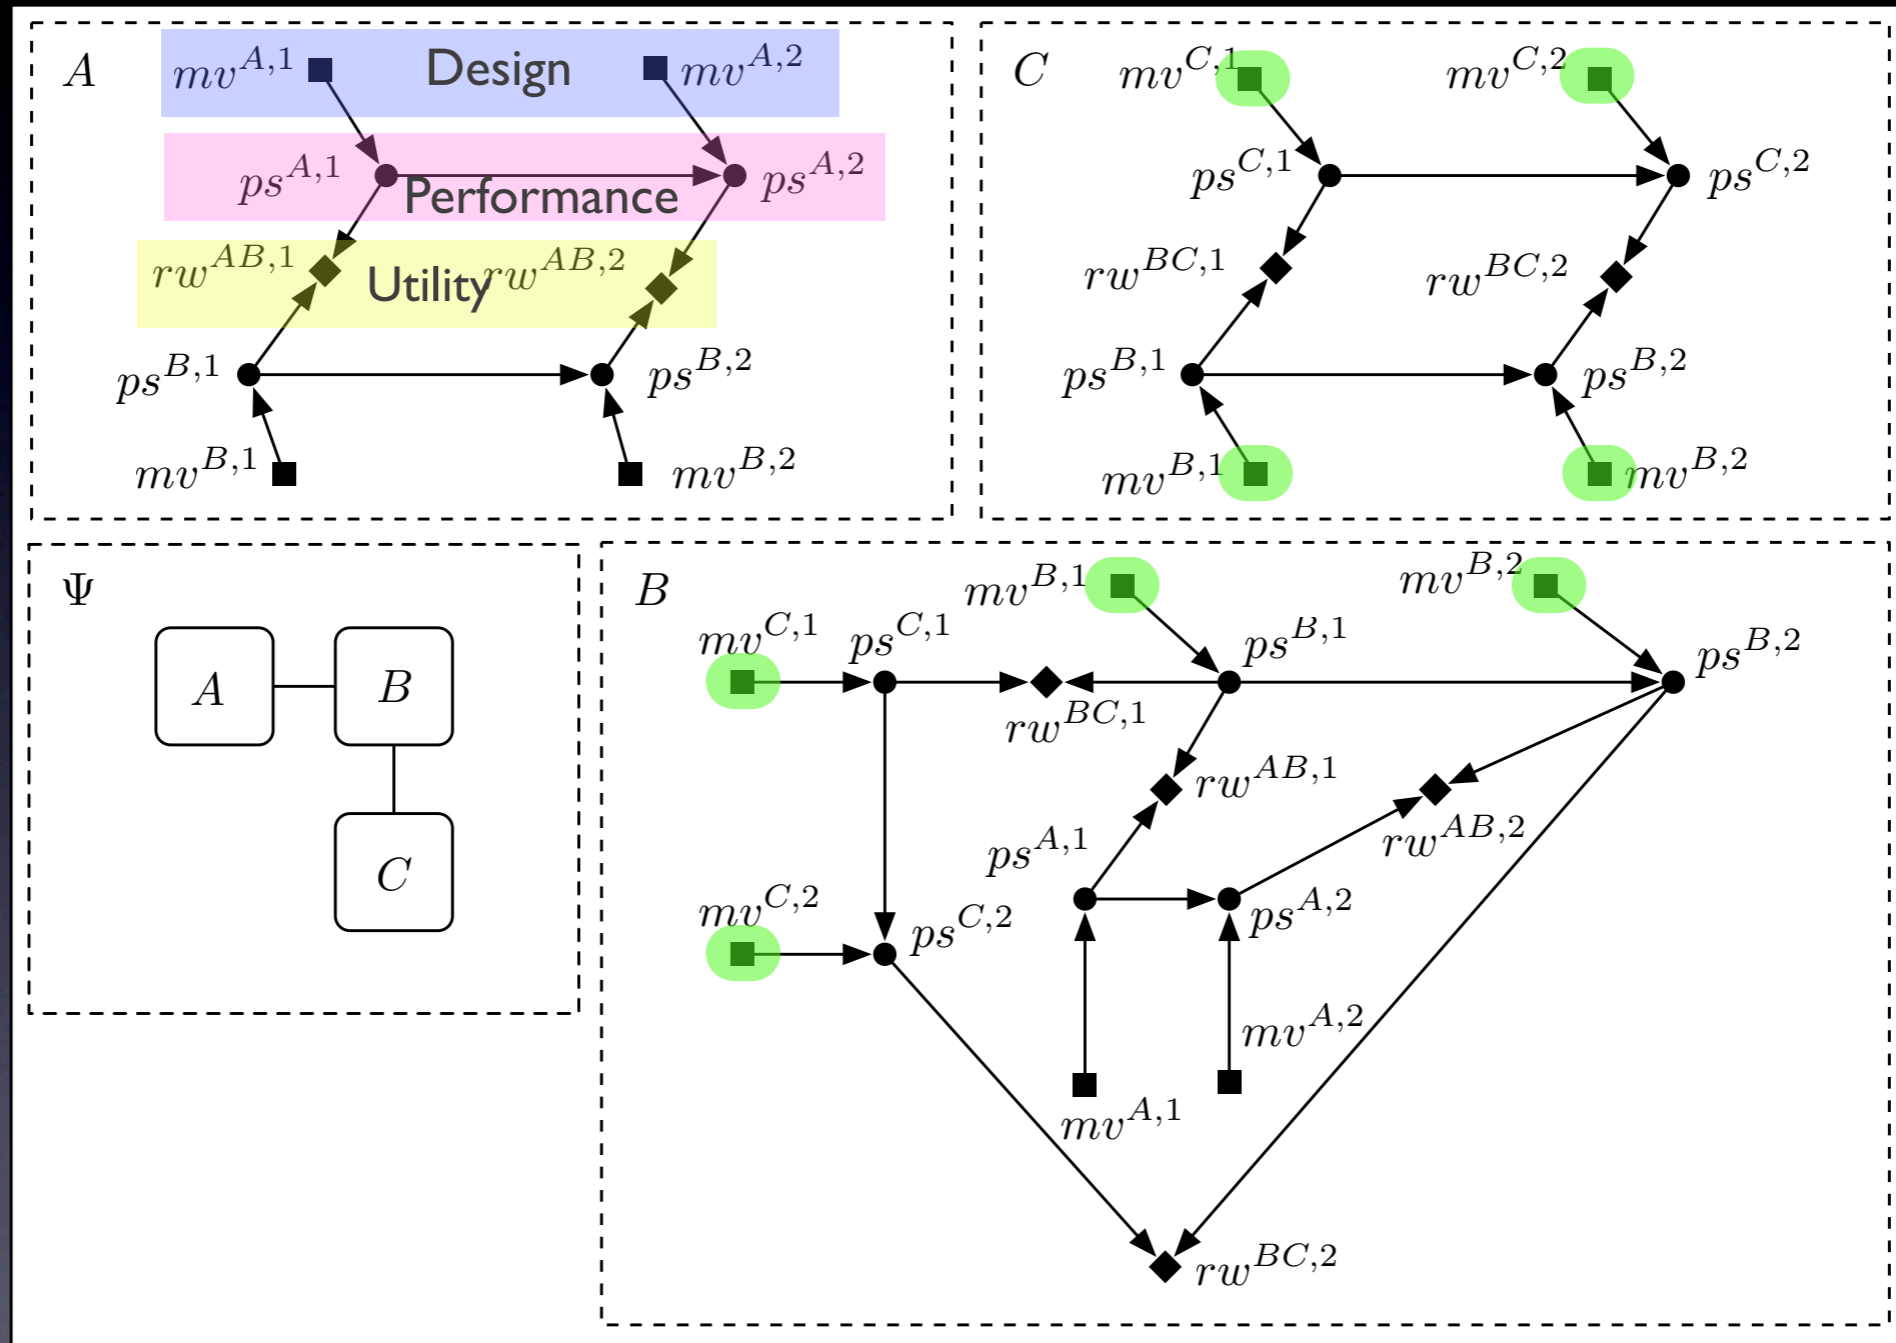 A
mv^{A,1} Design mv^{A,2}
ps^{A,1} Performance ps^{A,2}
rw^{AB,1} Utility rw^{AB,2}
ps^{B,1} ps^{B,2}
mv^{B,1} mv^{B,2}
C
mv^{C,1} mv^{C,2}
ps^{C,1} ps^{C,2}
rw^{BC,1} rw^{BC,2}
ps^{B,1} ps^{B,2}
mv^{B,1} mv^{B,2}
Ψ
A B
C
B
mv^{B,1} mv^{B,2}
mv^{C,1} ps^{C,1} ps^{B,1} ps^{B,2}
rw^{BC,1}
rw^{AB,1}
ps^{A,1} rw^{AB,2}
mv^{C,2} ps^{C,2} ps^{A,2}
mv^{A,2}
mv^{A,1}
rw^{BC,2}